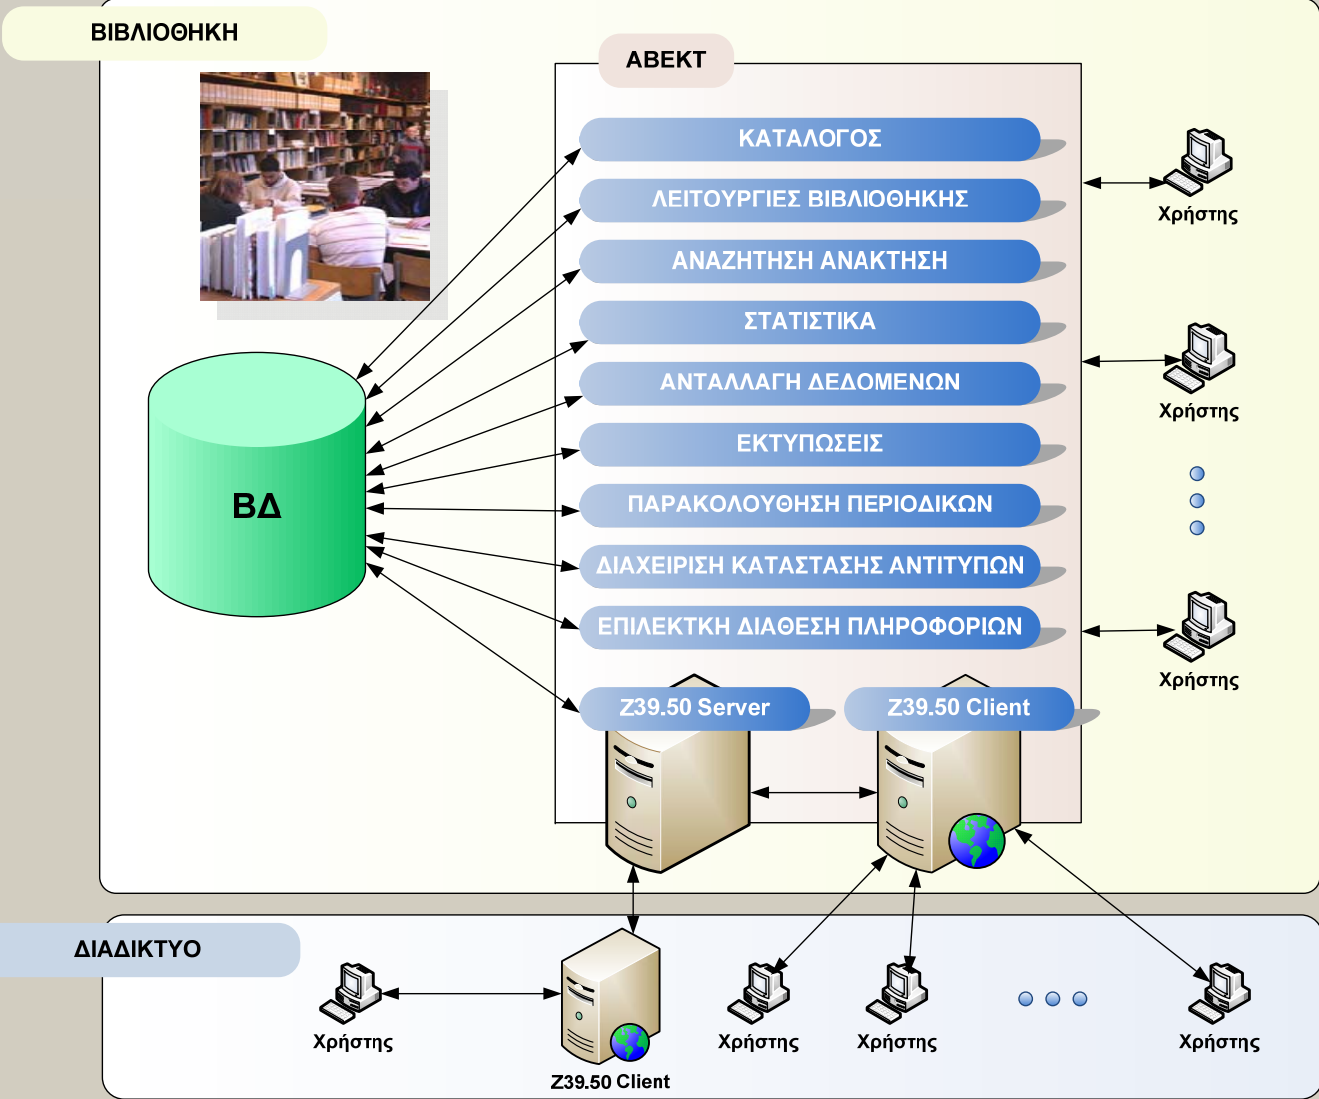 ΒΙΒΛΙΟΘΗΚΗ
ΑΒΕΚΤ
ΚΑΤΑΛΟΓΟΣ
ΛΕΙΤΟΥΡΓΙΕΣ ΒΙΒΛΙΟΘΗΚΗΣ
ΑΝΑΖΗΤΗΣΗ ΑΝΑΚΤΗΣΗ
ΣΤΑΤΙΣΤΙΚΑ
ΑΝΤΑΛΛΑΓΗ ΔΕΔΟΜΕΝΩΝ
ΕΚΤΥΠΩΣΕΙΣ
ΠΑΡΑΚΟΛΟΥΘΗΣΗ ΠΕΡΙΟΔΙΚΩΝ
ΔΙΑΧΕΙΡΙΣΗ ΚΑΤΑΣΤΑΣΗΣ ΑΝΤΙΤΥΠΩΝ
ΕΠΙΛΕΚΤΚΗ ΔΙΑΘΕΣΗ ΠΛΗΡΟΦΟΡΙΩΝ
Z39.50 Server
Z39.50 Client
ΒΔ
Χρήστης
Χρήστης
Χρήστης
ΔΙΑΔΙΚΤΥΟ
Χρήστης
Z39.50 Client
Χρήστης
Χρήστης
Χρήστης